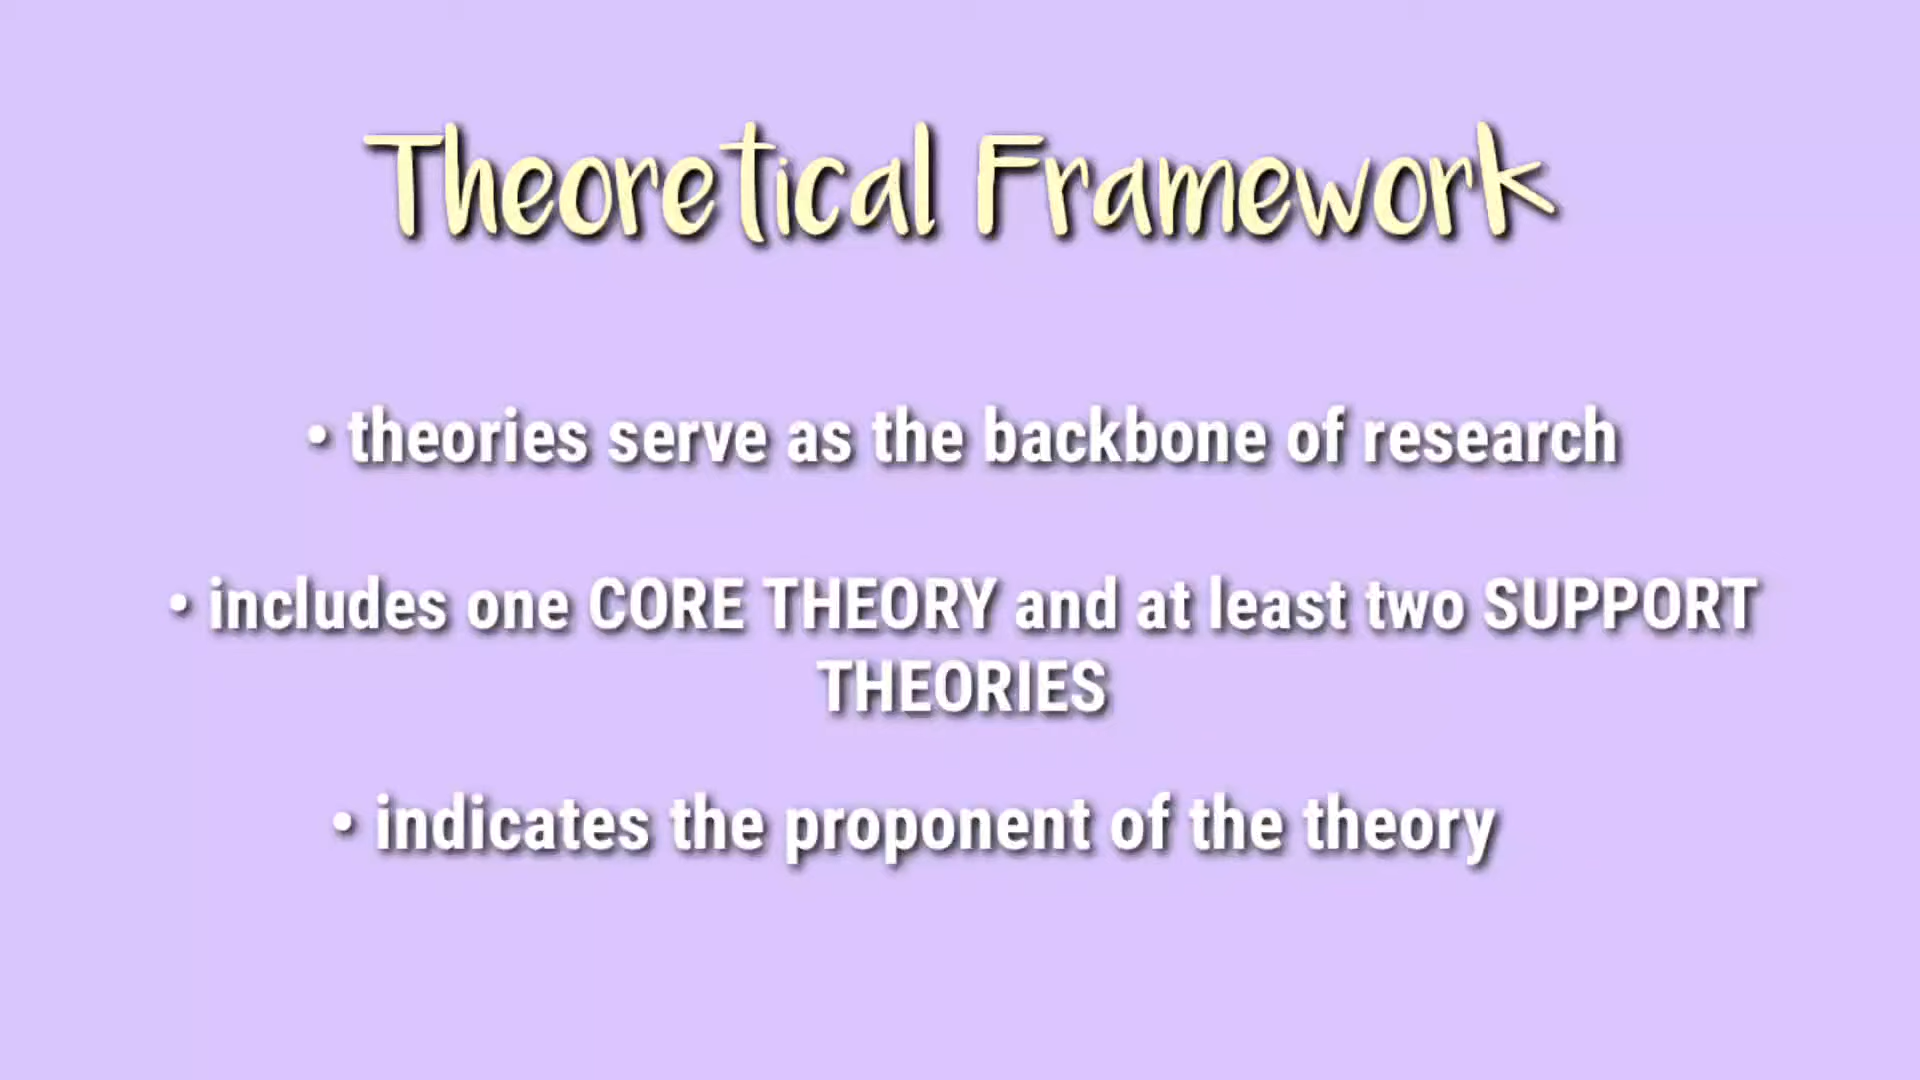 Theoretical Framework
• theories serve as the backbone of research
• includes one CORE THEORY and at least two SUPPORT
THEORIES
• indicates the proponent of the theory